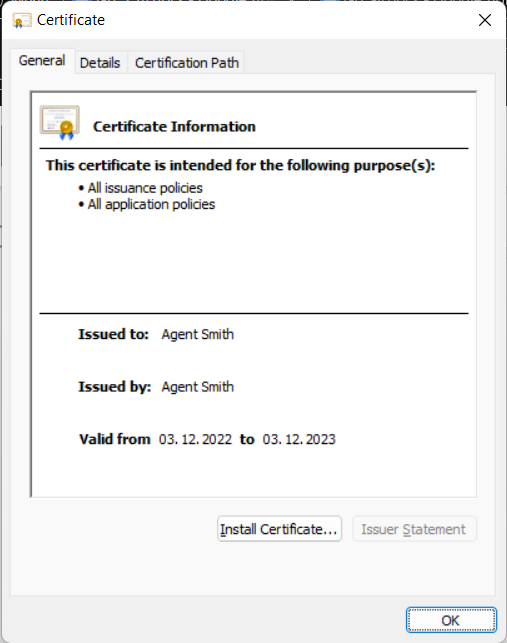 Certificate
General Details Certification Path
Certificate Information
This certificate is intended for the following purpose(s):
• All issuance policies
• All application policies
Issued to: Agent Smith
Issued by: Agent Smith
Valid from 03.12.2022 to 03.12.2023
Install Certificate... Issuer Statement
OK